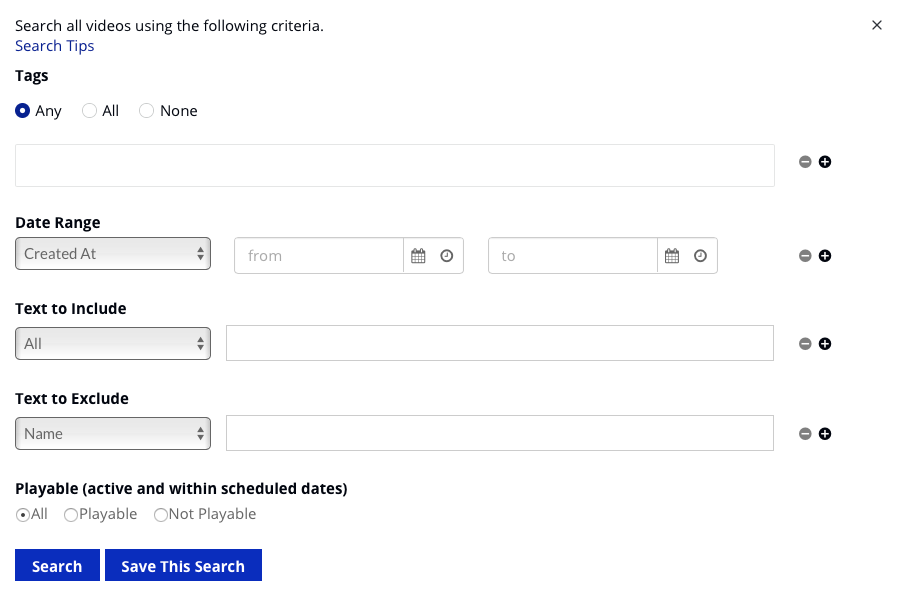 Search all videos using the following criteria.
Search Tips
Tags
Any All None
Date Range
Created At from to
Text to Include
All
Text to Exclude
Name
Playable (active and within scheduled dates)
All Playable Not Playable
Search Save This Search